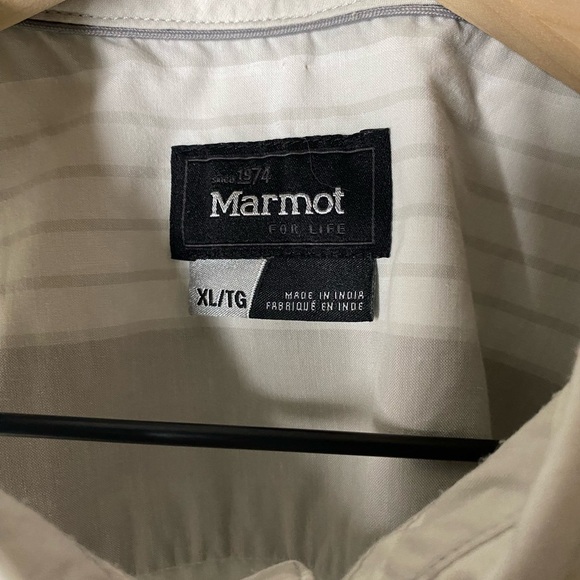 since 1974
Marmot
FOR LIFE
XL/TG
MADE IN INDIA
FABRIQUÉ EN INDE